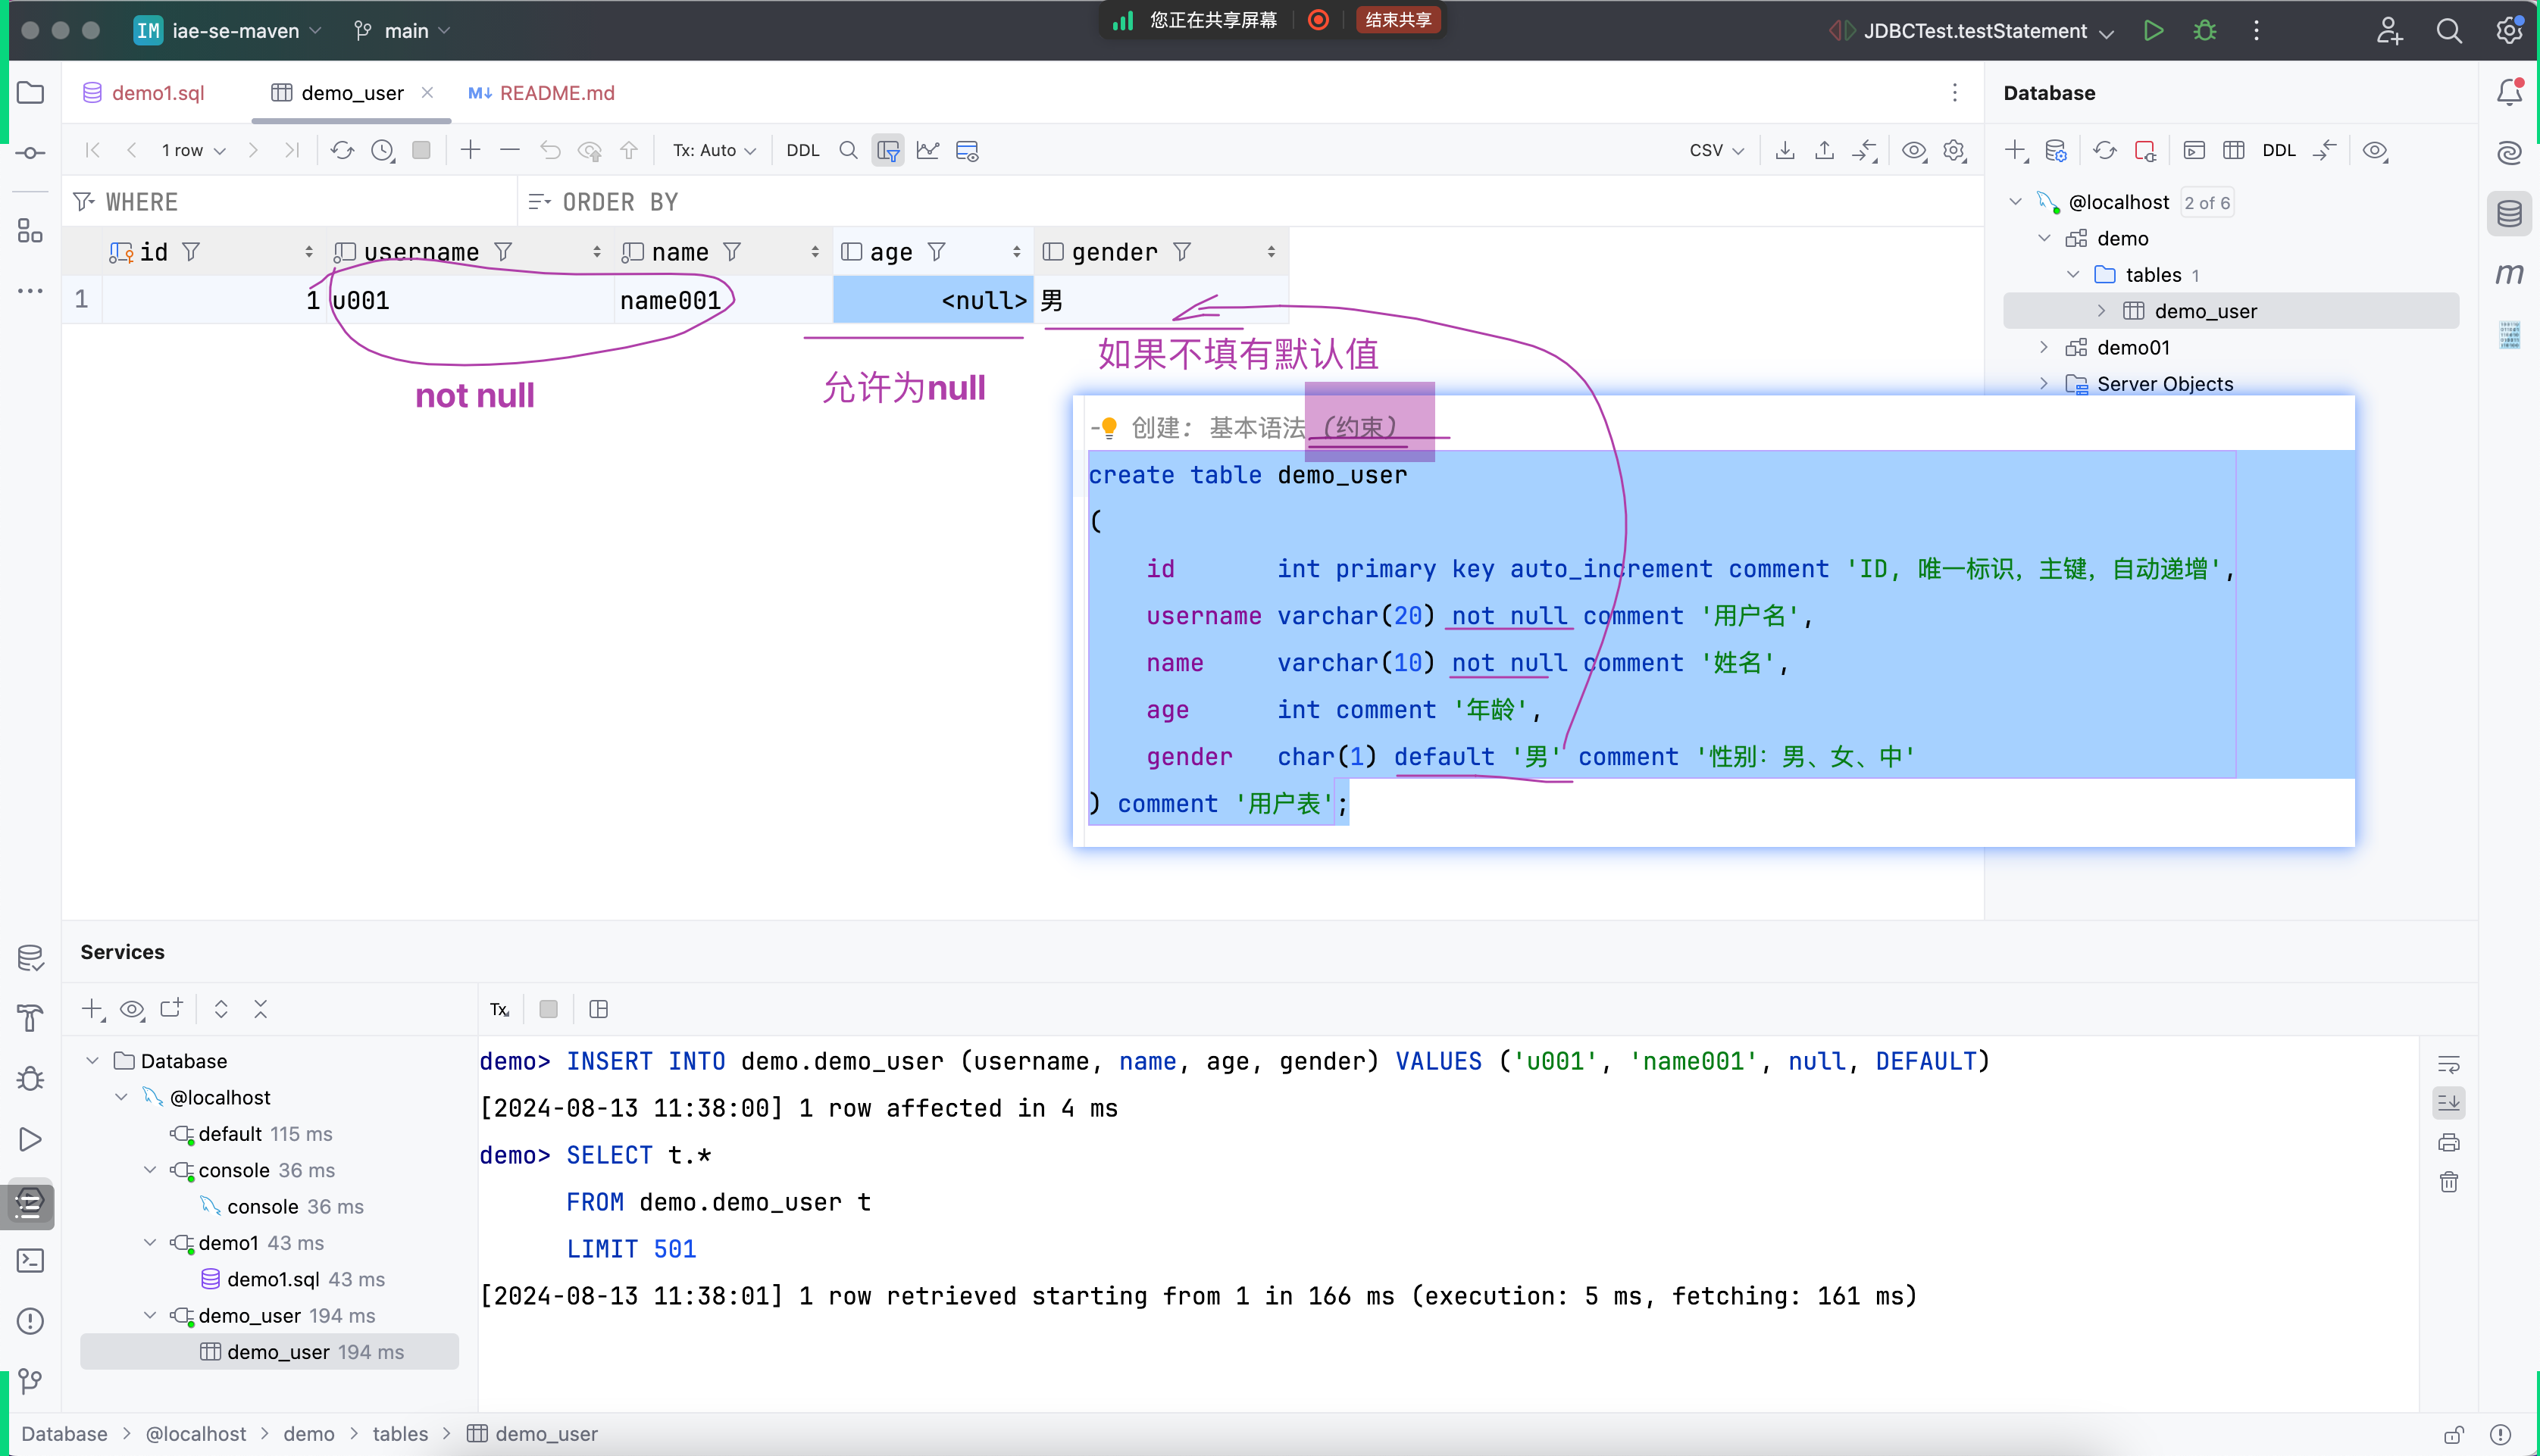 IM iae-se-maven main 您正在共享屏幕 结束共享 JDBCTest.testStatement
demo1.sql demo_user README.md Database
1 row Tx: Auto DDL CSV DDL
WHERE ORDER BY
@localhost 2 of 6
demo
tables 1
demo_user
demo01
Server Objects
id username name age gender
1 1 u001 name001 <null> 男
not null
允许为null
如果不填有默认值
创建: 基本语法 (约束)
create table demo_user
(
id int primary key auto_increment comment 'ID, 唯一标识, 主键, 自动递增',
username varchar(20) not null comment '用户名',
name varchar(10) not null comment '姓名',
age int comment '年龄',
gender char(1) default '男' comment '性别: 男、女、中'
) comment '用户表';
Services
Tx
Database
@localhost
default 115 ms
console 36 ms
console 36 ms
demo1 43 ms
demo1.sql 43 ms
demo_user 194 ms
demo_user 194 ms
demo> INSERT INTO demo.demo_user (username, name, age, gender) VALUES ('u001', 'name001', null, DEFAULT)
[2024-08-13 11:38:00] 1 row affected in 4 ms
demo> SELECT t.*
FROM demo.demo_user t
LIMIT 501
[2024-08-13 11:38:01] 1 row retrieved starting from 1 in 166 ms (execution: 5 ms, fetching: 161 ms)
Database > @localhost > demo > tables > demo_user